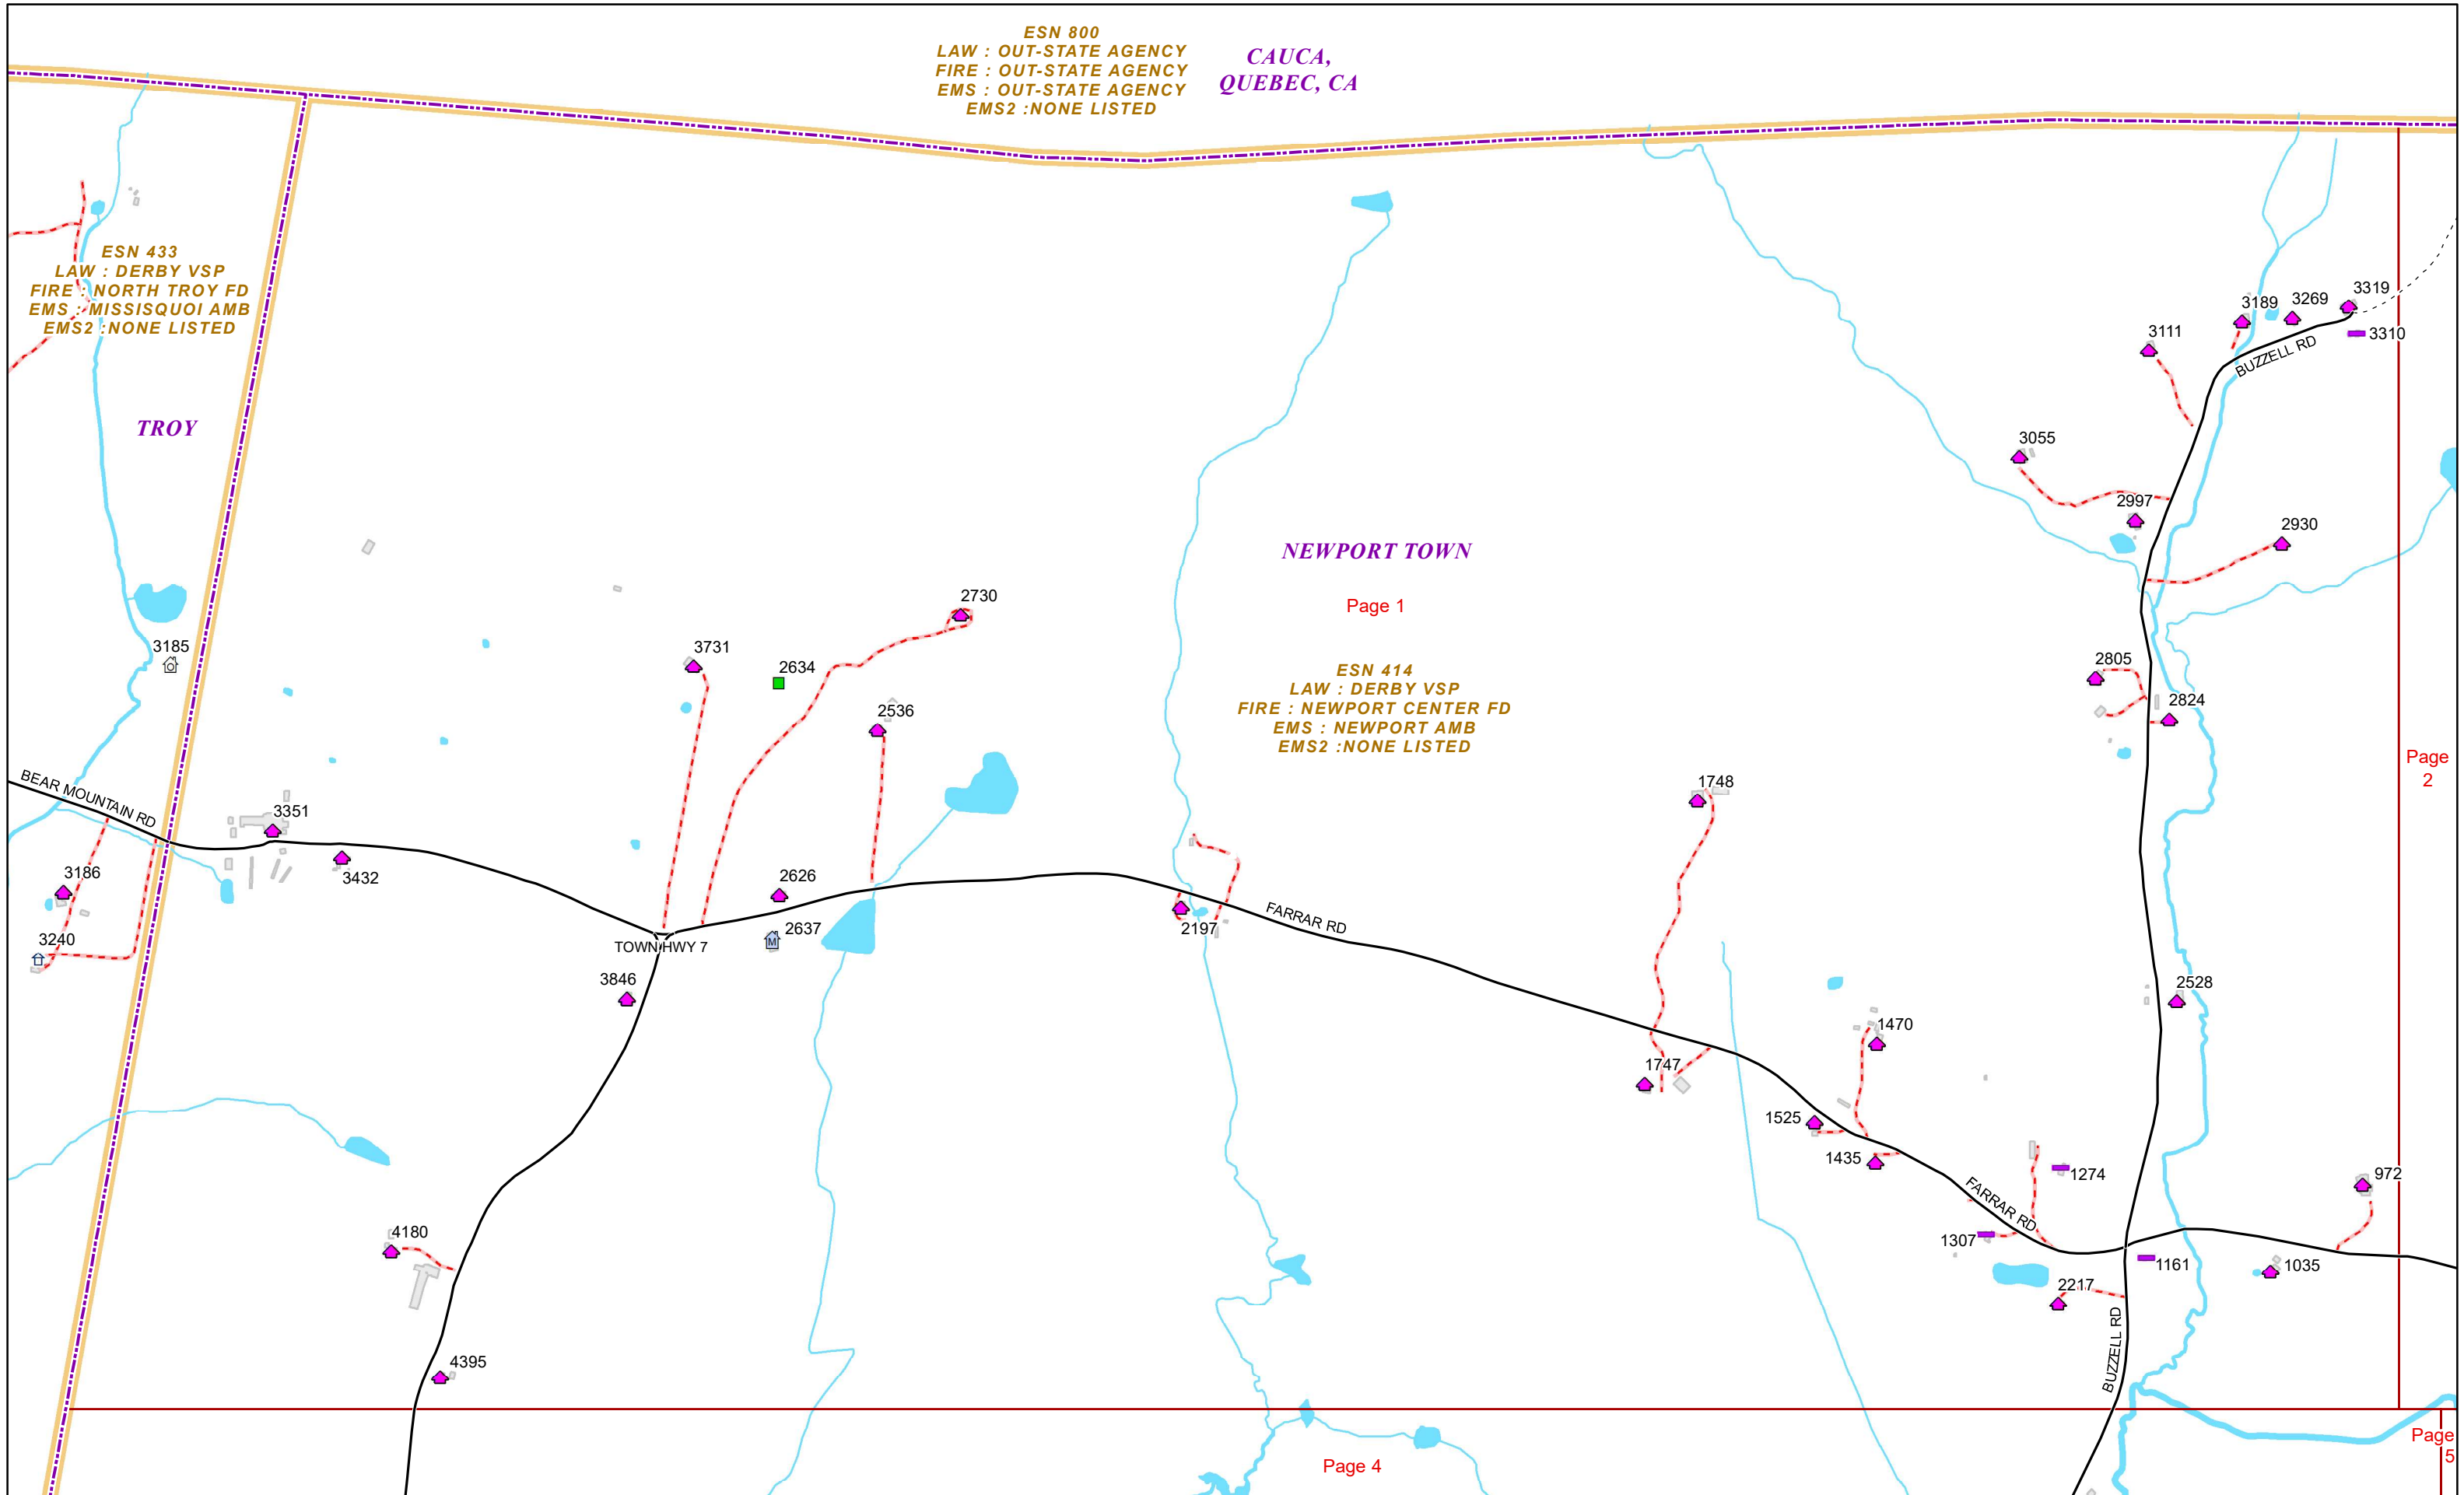 ESN 800
LAW : OUT-STATE AGENCY
FIRE : OUT-STATE AGENCY
EMS : OUT-STATE AGENCY
EMS2 :NONE LISTED
CAUCA,
QUEBEC, CA
ESN 433
LAW : DERBY VSP
FIRE : NORTH TROY FD
EMS : MISSISQUOI AMB
EMS2 :NONE LISTED
TROY
3319
3269
3189
3310
3111
BUZZELL RD
3055
2997
2930
NEWPORT TOWN
Page 1
ESN 414
LAW : DERBY VSP
FIRE : NEWPORT CENTER FD
EMS : NEWPORT AMB
EMS2 :NONE LISTED
2730
3185
3731
2634
2536
2805
2824
Page
2
1748
BEAR MOUNTAIN RD
3351
3432
3186
3240
2626
2637
TOWN HWY 7
3846
2197
FARRAR RD
2528
1470
1747
1525
1435
1274
972
FARRAR RD
1307
1161
1035
2217
4180
4395
BUZZELL RD
Page
5
Page 4
M